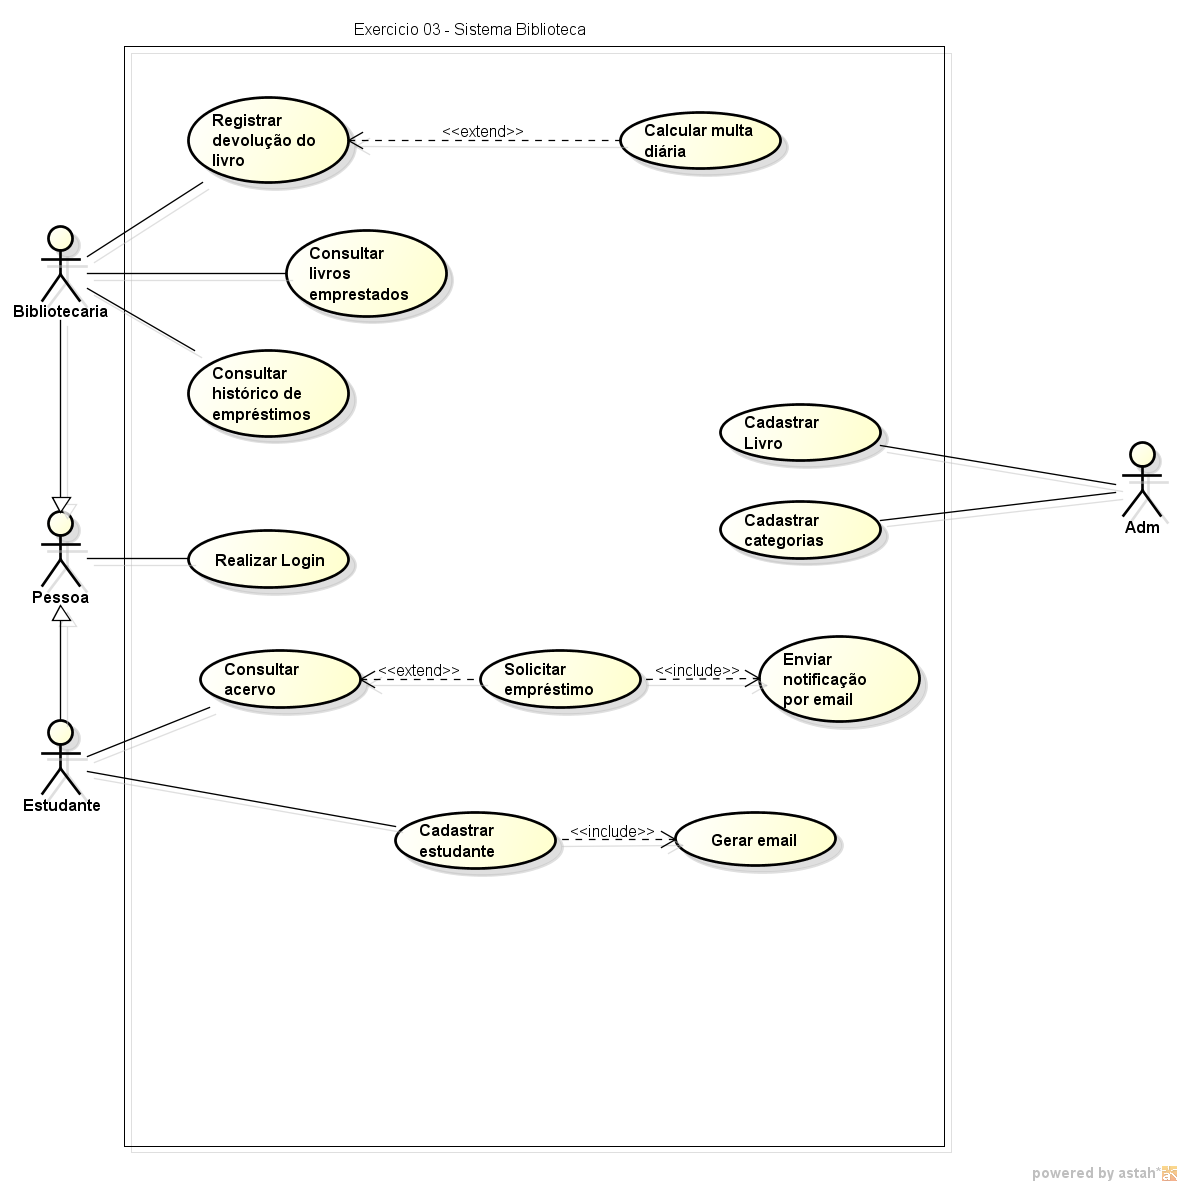 Exercicio 03 - Sistema Biblioteca
Registrar
devolução do
livro
<<extend>>
Calcular multa
diária
Consultar
livros
emprestados
Bibliotecaria
Consultar
histórico de
empréstimos
Cadastrar
Livro
Cadastrar
categorias
Adm
Realizar Login
Pessoa
Consultar
acervo
<<extend>>
Solicitar
empréstimo
<<include>>
Enviar
notificação
por email
Estudante
Cadastrar
estudante
<<include>>
Gerar email
powered by astah*